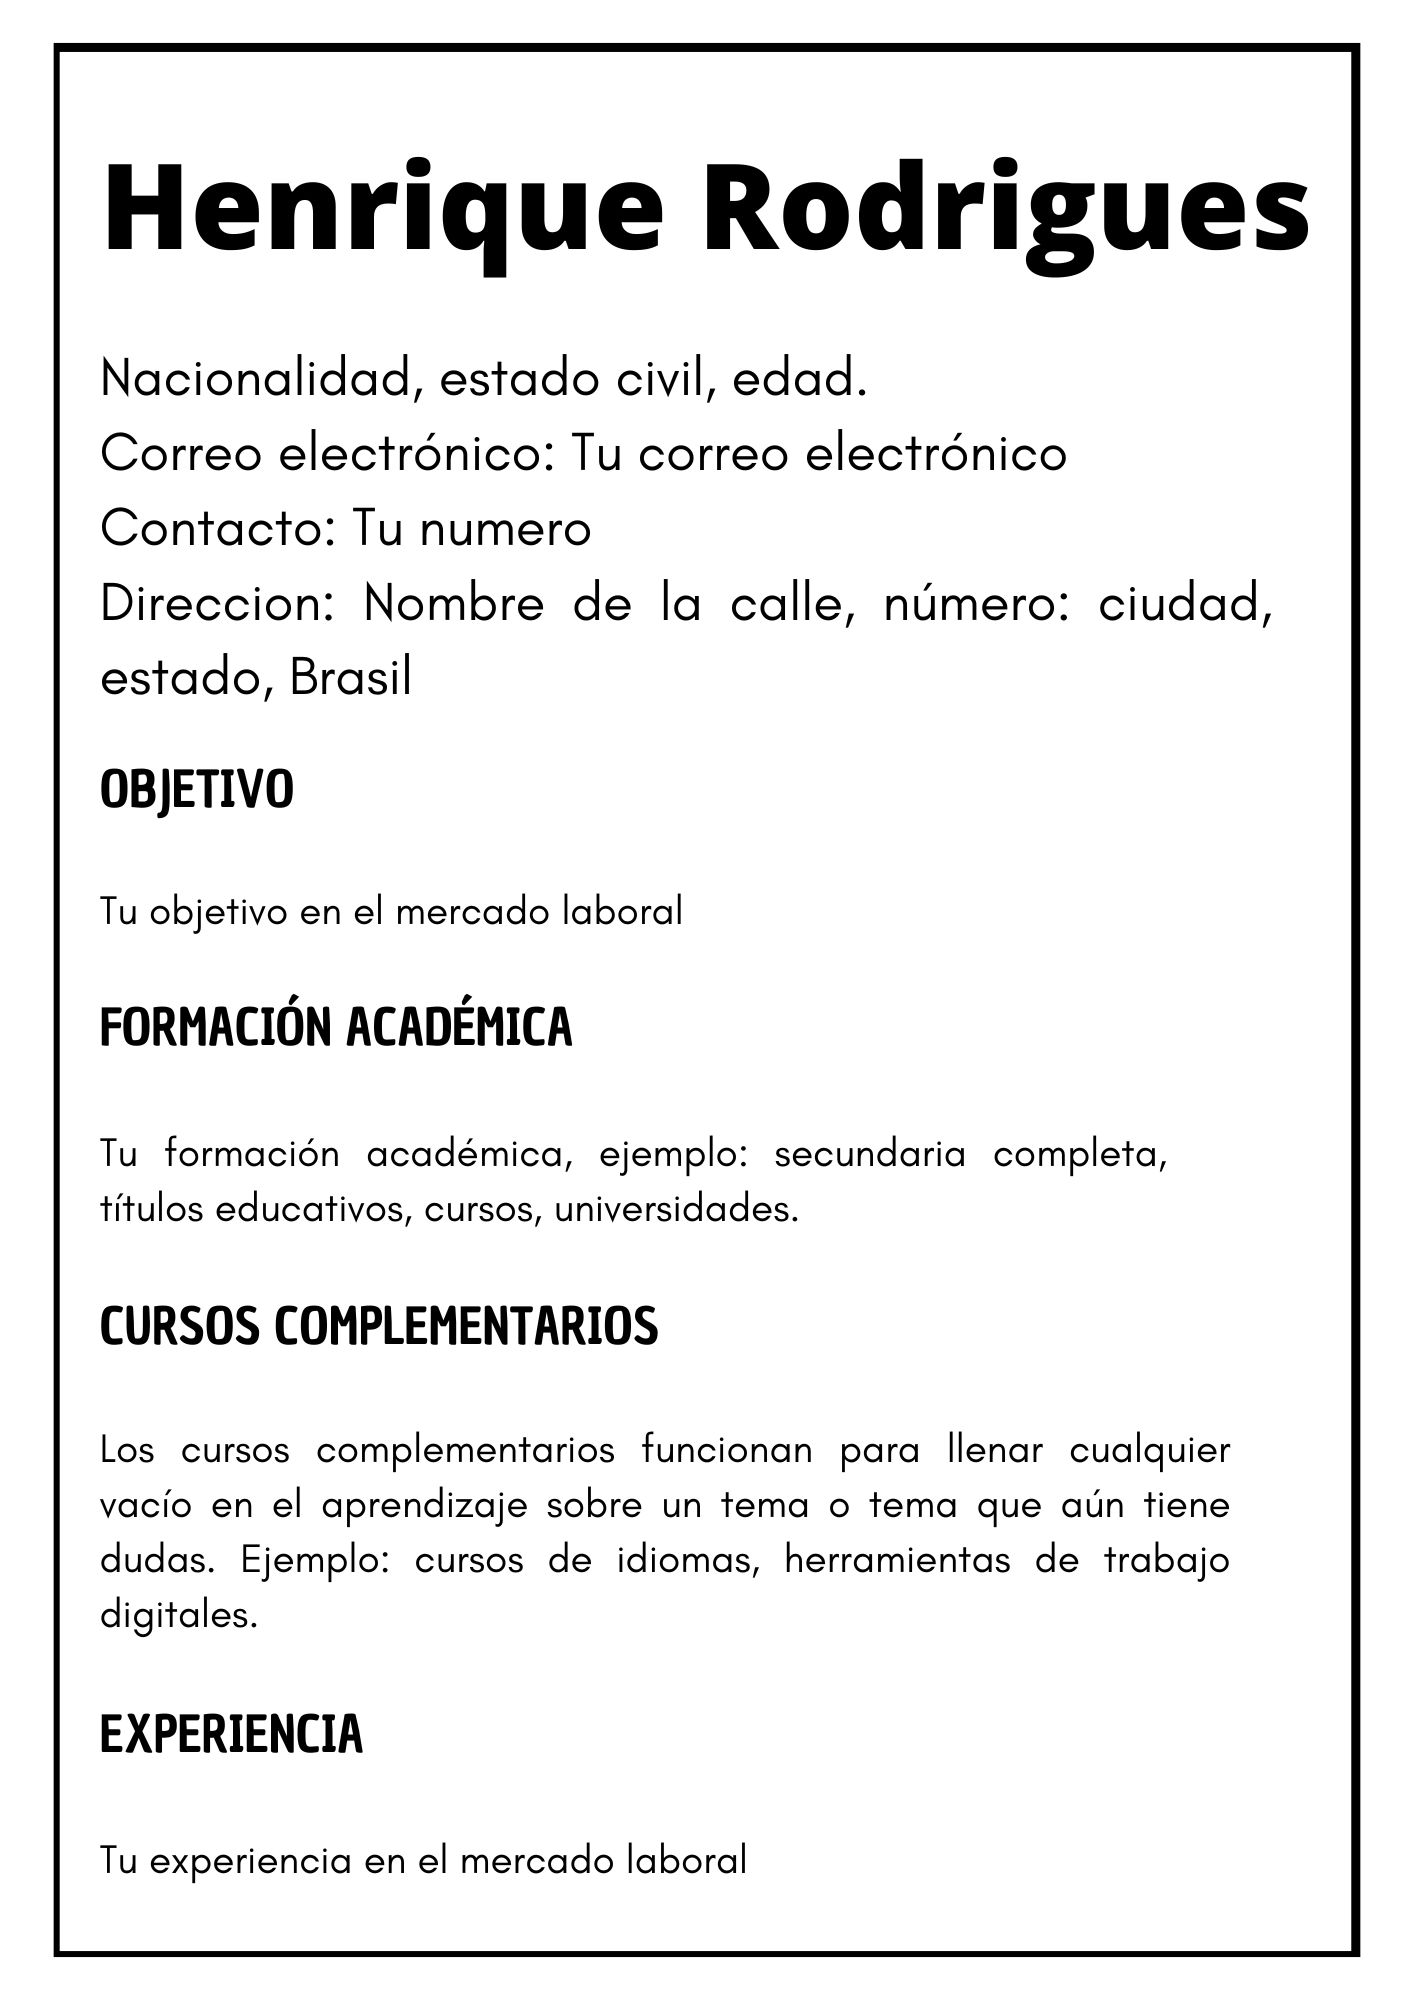 Henrique Rodrigues
Nacionalidad, estado civil, edad.
Correo electrónico: Tu correo electrónico
Contacto: Tu numero
Direccion: Nombre de la calle, número: ciudad,
estado, Brasil
OBJETIVO
Tu objetivo en el mercado laboral
FORMACIÓN ACADÉMICA
Tu formación académica, ejemplo: secundaria completa,
títulos educativos, cursos, universidades.
CURSOS COMPLEMENTARIOS
Los cursos complementarios funcionan para llenar cualquier
vacío en el aprendizaje sobre un tema o tema que aún tiene
dudas. Ejemplo: cursos de idiomas, herramientas de trabajo
digitales.
EXPERIENCIA
Tu experiencia en el mercado laboral